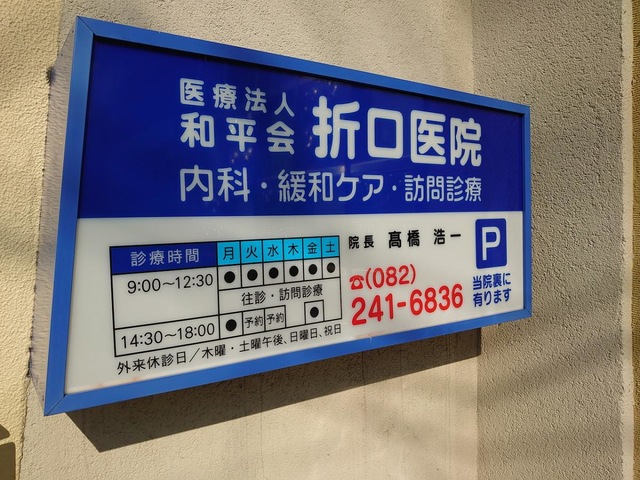 医療法人
和平会
折口医院
内科・緩和ケア・訪問診療
診療時間 月 火 水 木 金 土
9:00〜12:30 ● ● ● ● ● ●
往診・訪問診療
14:30〜18:00 ● 予約 予約 ●
外来休診日／木曜・土曜午後、日曜日、祝日
院長 髙橋 浩一
☎(082)
241-6836
P
当院裏に
有ります